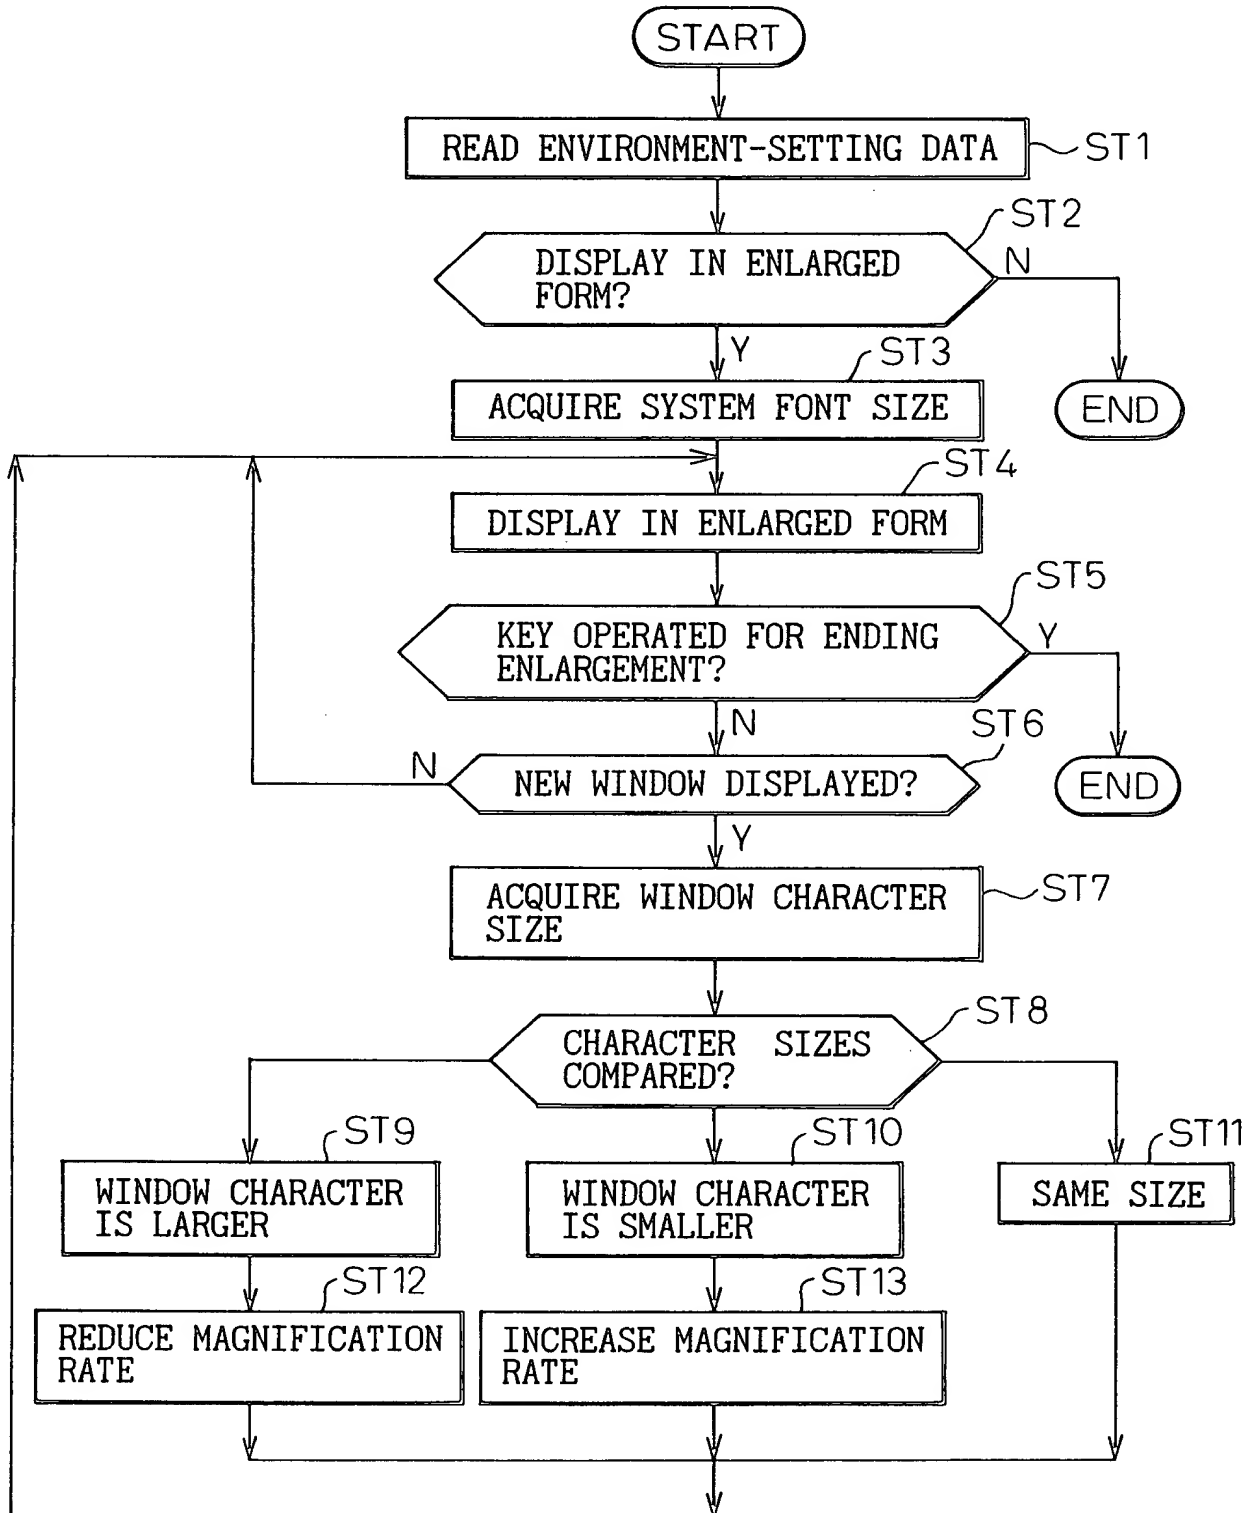 START
READ ENVIRONMENT-SETTING DATA
ST1
ST2
DISPLAY IN ENLARGED
FORM?
N
Y
ST3
ACQUIRE SYSTEM FONT SIZE
END
ST4
DISPLAY IN ENLARGED FORM
ST5
KEY OPERATED FOR ENDING
ENLARGEMENT?
Y
N
ST6
N
NEW WINDOW DISPLAYED?
END
Y
ACQUIRE WINDOW CHARACTER
SIZE
ST7
ST8
CHARACTER SIZES
COMPARED?
ST9
ST10
ST11
WINDOW CHARACTER
IS LARGER
WINDOW CHARACTER
IS SMALLER
SAME SIZE
ST12
ST13
REDUCE MAGNIFICATION
RATE
INCREASE MAGNIFICATION
RATE